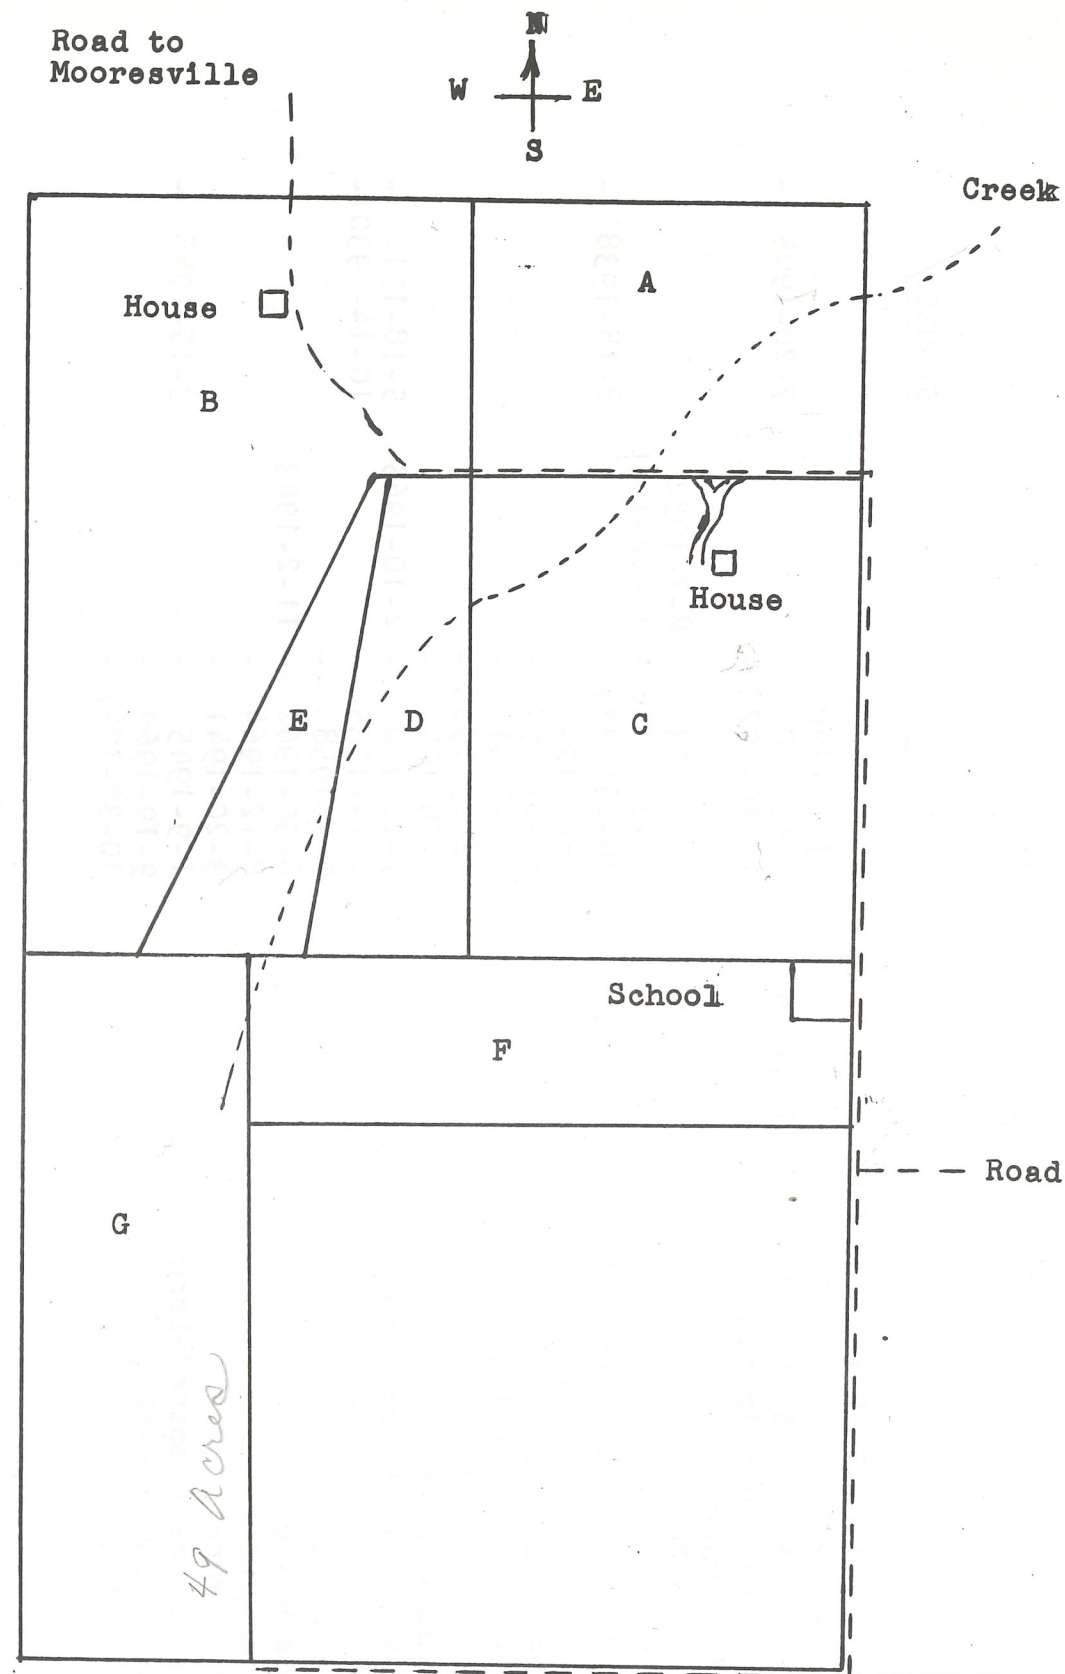 Road to
Mooresville
N
W E
S
Creek
A
House
B
House
E D C
School
F
Road
G
49 Acres